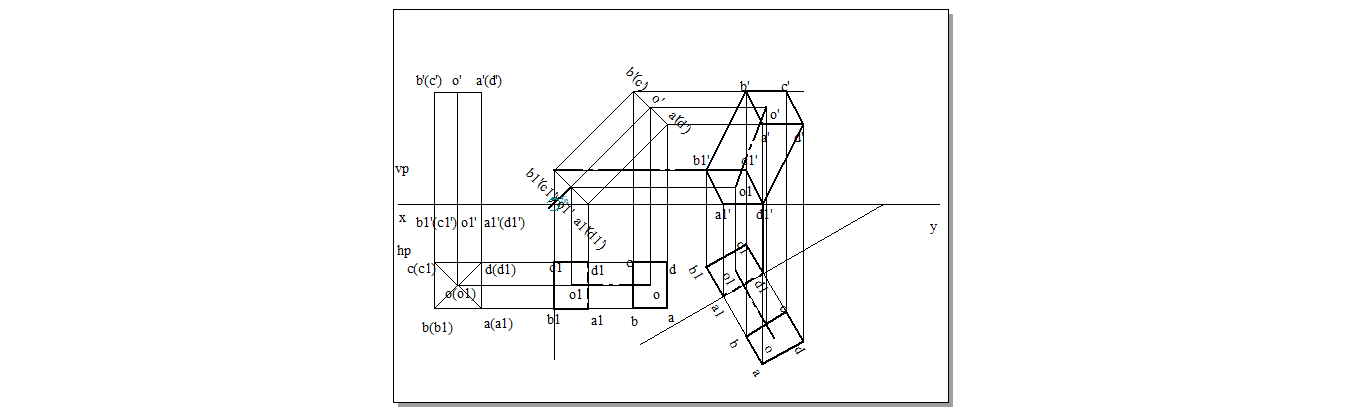 b'(c') o' a'(d')
b'(c')
o'
a'(d')
b' c'
o'
a' d'
vp
b1'(c1')
o1'
a1'(d1')
b1' c1'
o1
a1' d1'
x b1'(c1') o1' a1'(d1')
y
hp
c(c1) d(d1)
o(o1)
b(b1) a(a1)
c1 d1 c d
o1 o
b1 a1 b a
c1
b1 o1 d1
a1
c
b o d
a